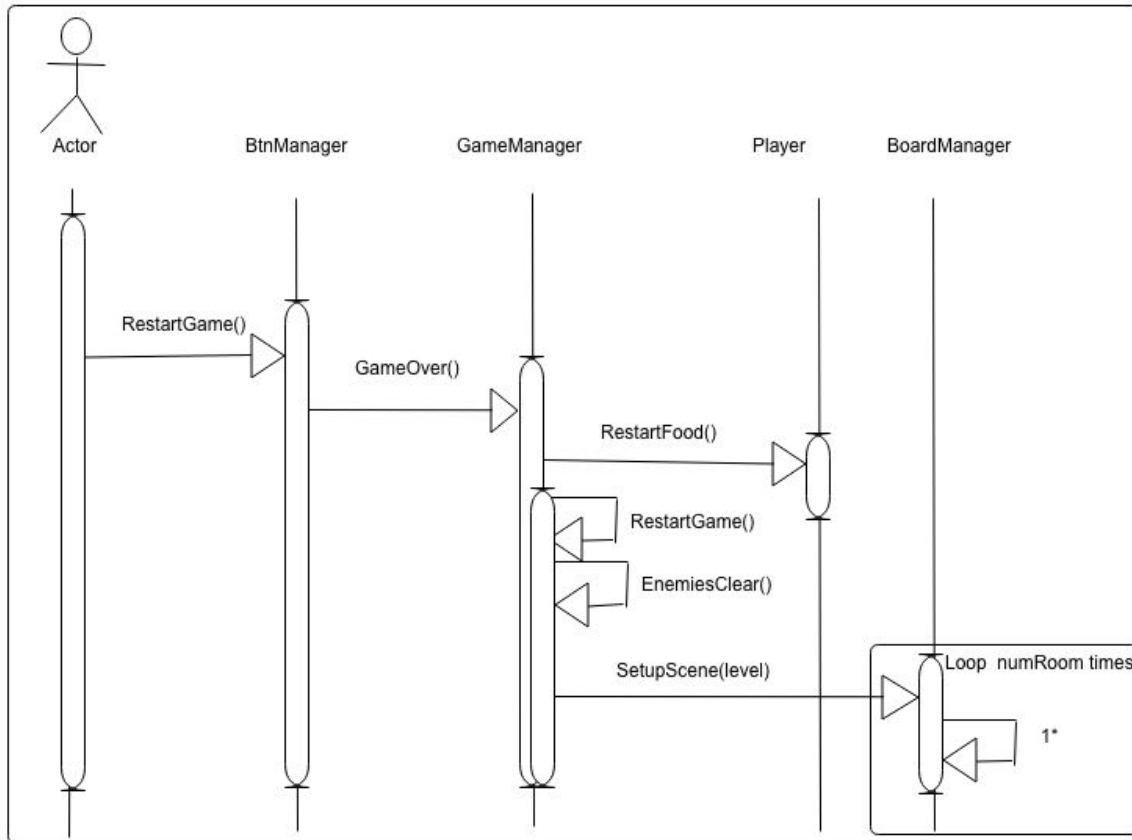 Actor
BtnManager
GameManager
Player
BoardManager
RestartGame()
GameOver()
RestartFood()
RestartGame()
EnemiesClear()
Loop  numRoom times
SetupScene(level)
1*